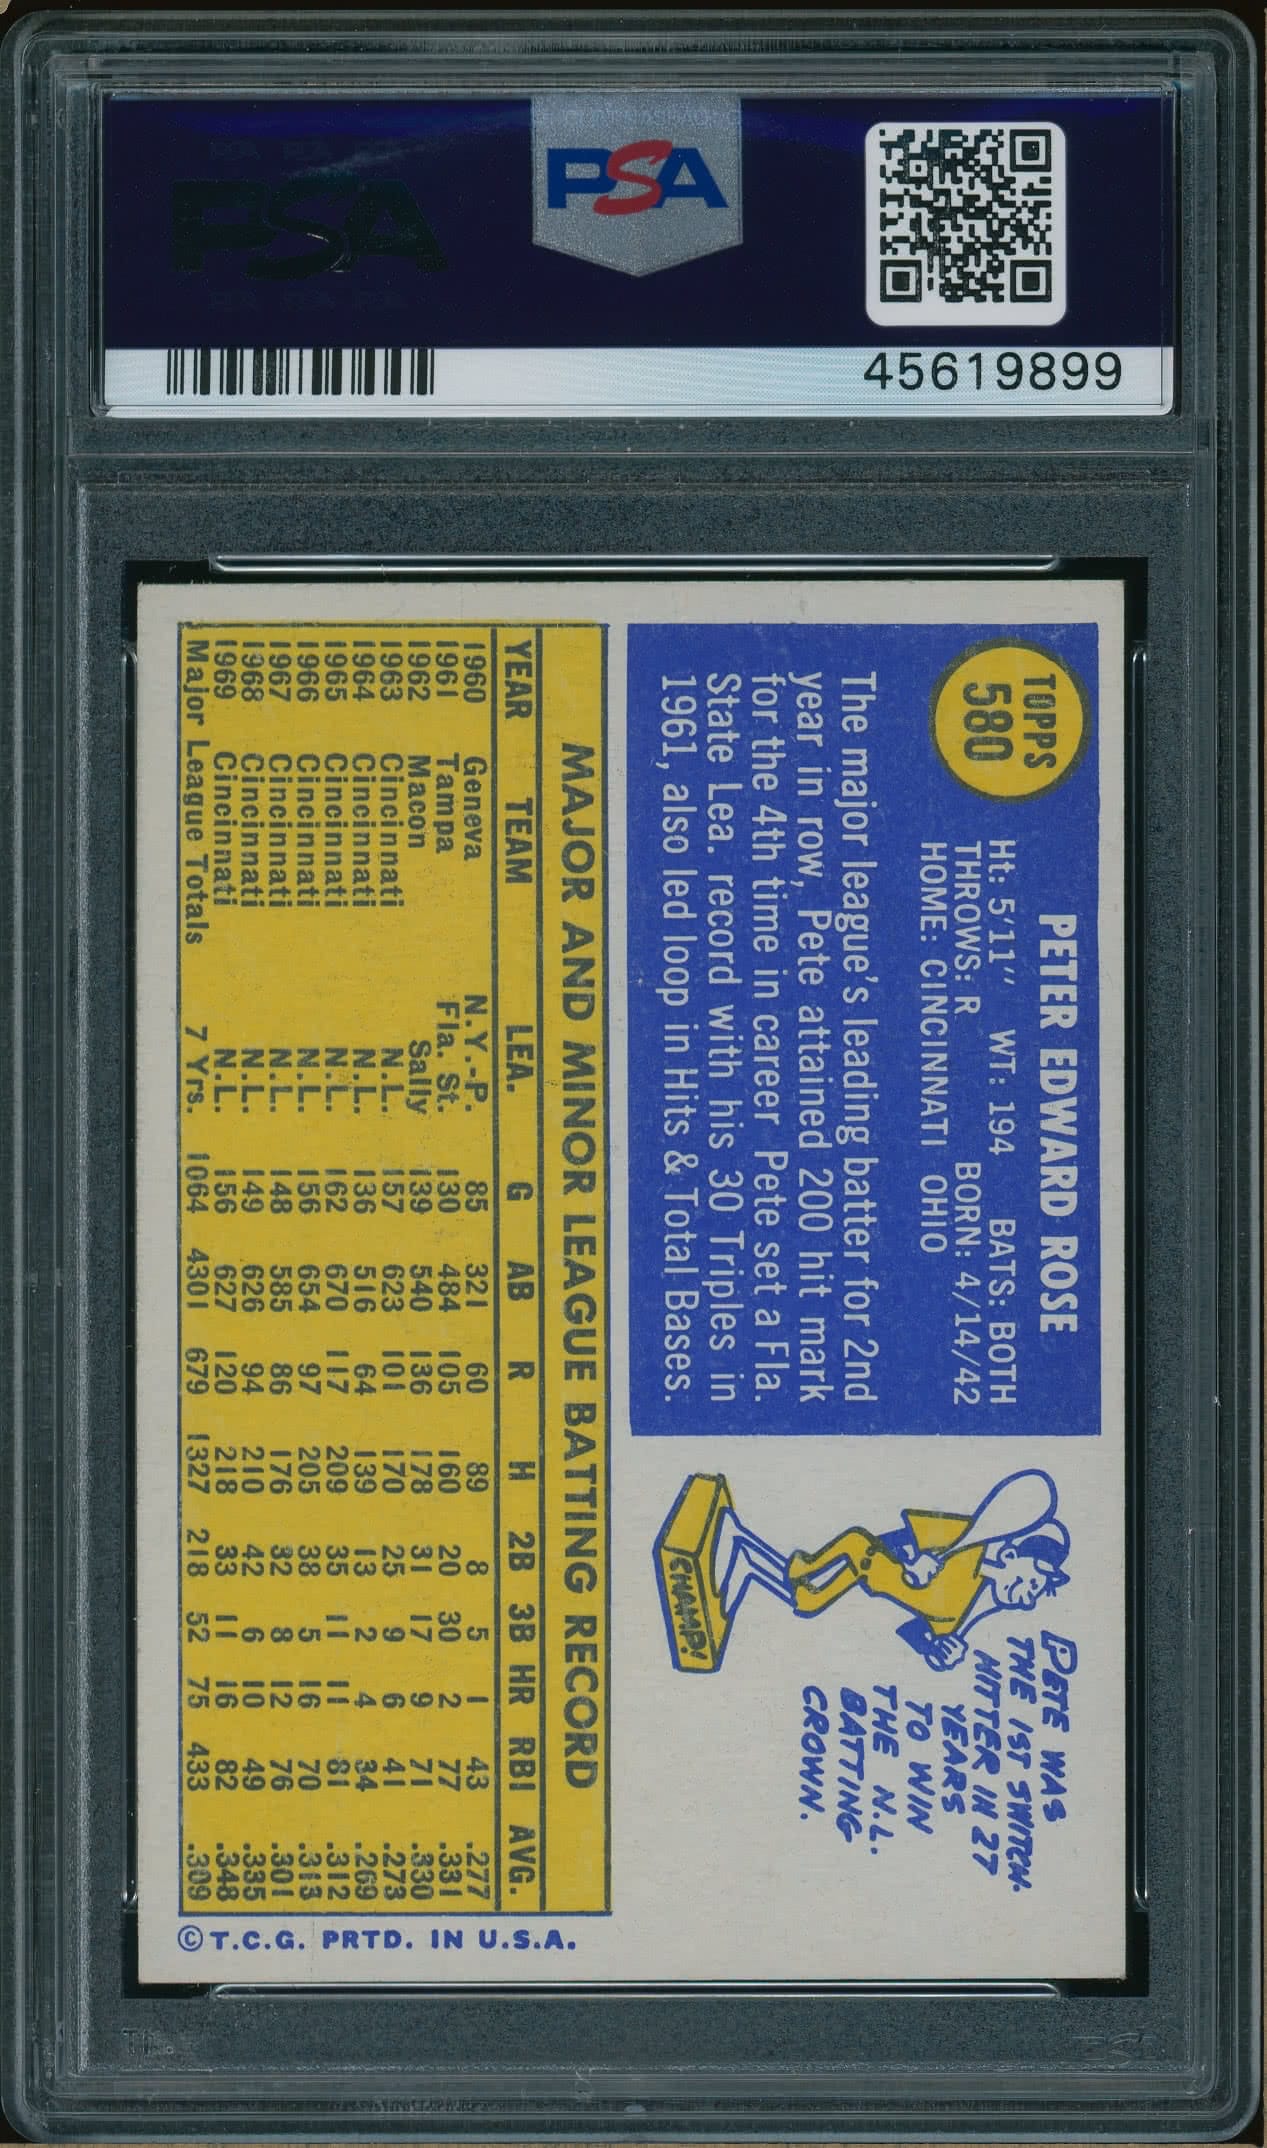 PSA
PSA
45619899
TOPPS
580
PETER EDWARD ROSE
Ht: 5'11" WT: 194 BATS: BOTH
THROWS: R BORN: 4/14/42
HOME: CINCINNATI OHIO
The major league's leading batter for 2nd
year in row, Pete attained 200 hit mark
for the 4th time in career Pete set a Fla.
State Lea. record with his 30 Triples in
1961, also led loop in Hits & Total Bases.
PETE WAS
THE 1ST SWITCH-
HITTER IN 27
YEARS
TO WIN
THE N.L.
BATTING
CROWN.
CHAMP!
MAJOR AND MINOR LEAGUE BATTING RECORD
YEAR TEAM LEA. G AB R H 2B 3B HR RBI AVG.
1960 Geneva N.Y.-P. 85 321 60 89 8 5 1 43 .277
1961 Tampa Fla. St. 130 484 105 160 20 30 2 77 .331
1962 Macon Sally 139 540 136 178 31 17 9 71 .330
1963 Cincinnati N.L. 157 623 101 170 25 9 6 41 .273
1964 Cincinnati N.L. 136 516 64 139 13 2 4 34 .269
1965 Cincinnati N.L. 162 670 117 209 35 11 11 81 .312
1966 Cincinnati N.L. 156 654 97 205 38 5 16 70 .313
1967 Cincinnati N.L. 148 585 86 176 32 8 12 76 .301
1968 Cincinnati N.L. 149 626 94 210 42 6 10 49 .335
1969 Cincinnati N.L. 156 627 120 218 33 11 16 82 .348
Major League Totals 7 Yrs. 1064 4301 679 1327 218 52 75 433 .309
©T.C.G. PRTD. IN U.S.A.